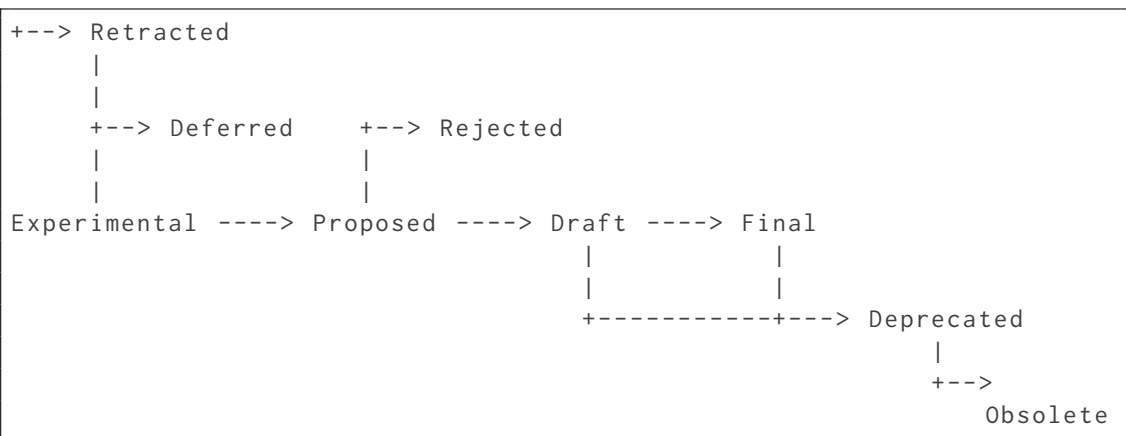 +--> Retracted
|
|
+--> Deferred +--> Rejected
| |
| |
Experimental ----> Proposed ----> Draft ----> Final
| |
| |
+-----------+---> Deprecated
|
+-->
Obsolete